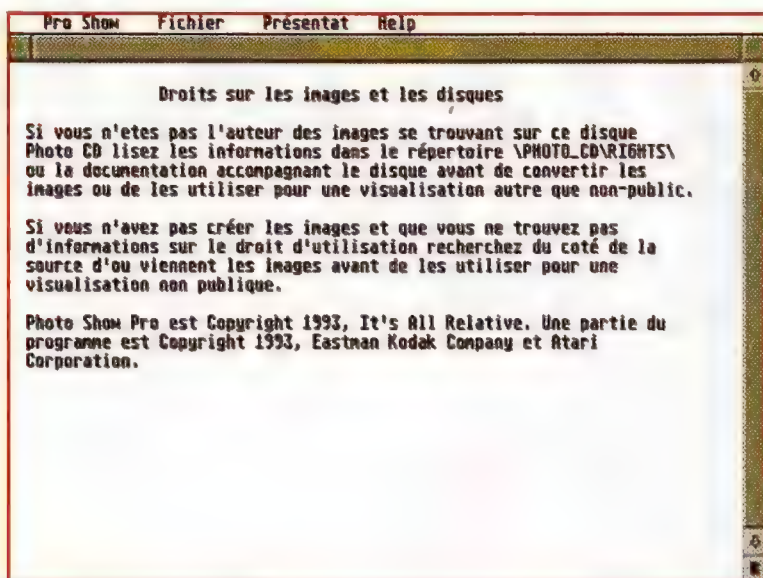 Pro Show Fichier Présentat Help
Droits sur les images et les disques
Si vous n'etes pas l'auteur des images se trouvant sur ce disque
Photo CD lisez les informations dans le répertoire \PHOTO_CD\RIGHTS\
ou la documentation accompagnant le disque avant de convertir les
images ou de les utiliser pour une visualisation autre que non-public.
Si vous n'avez pas créer les images et que vous ne trouvez pas
d'informations sur le droit d'utilisation recherchez du coté de la
source d'ou viennent les images avant de les utiliser pour une
visualisation non publique.
Photo Show Pro est Copyright 1993, It's All Relative. Une partie du
programme est Copyright 1993, Eastman Kodak Company et Atari
Corporation.